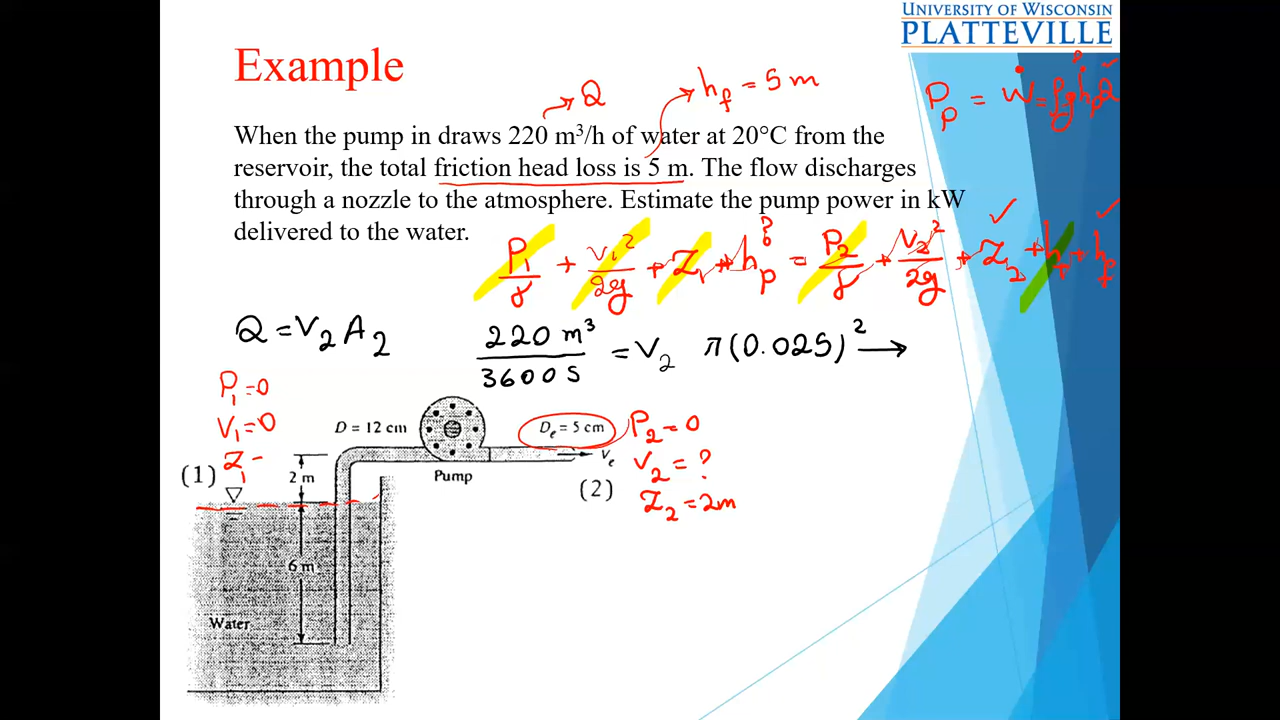 UNIVERSITY OF WISCONSIN
PLATTEVILLE
Example
→ Q
→ h_f = 5 m
P_p = Ẇ = ρg h_p Q
When the pump in draws 220 m³/h of water at 20°C from the
reservoir, the total friction head loss is 5 m. The flow discharges
through a nozzle to the atmosphere. Estimate the pump power in kW
delivered to the water.
P₁/γ + V₁²/2g + Z₁ + h_p = P₂/γ + V₂²/2g + Z₂ + h_t + h_f
?
Q = V₂ A₂
220 m³ / 3600 S = V₂ π(0.025)² →
P₁ = 0
V₁ = 0
Z₁ =
(1)
D = 12 cm
2 m
Pump
D_e = 5 cm
V_e
(2)
P₂ = 0
V₂ = ?
Z₂ = 2m
6 m
Water